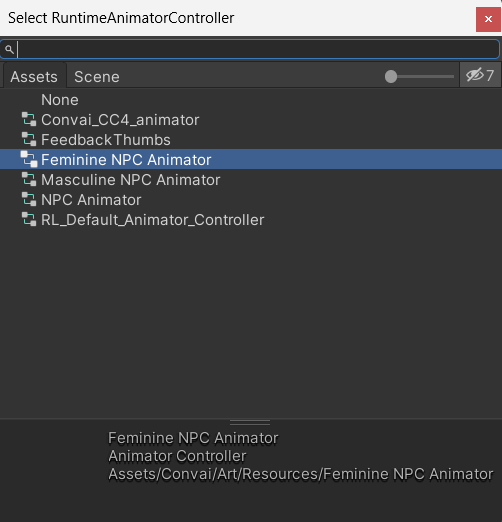 Select RuntimeAnimatorController
Assets Scene 7
None
Convai_CC4_animator
FeedbackThumbs
Feminine NPC Animator
Masculine NPC Animator
NPC Animator
RL_Default_Animator_Controller
Feminine NPC Animator
Animator Controller
Assets/Convai/Art/Resources/Feminine NPC Animator